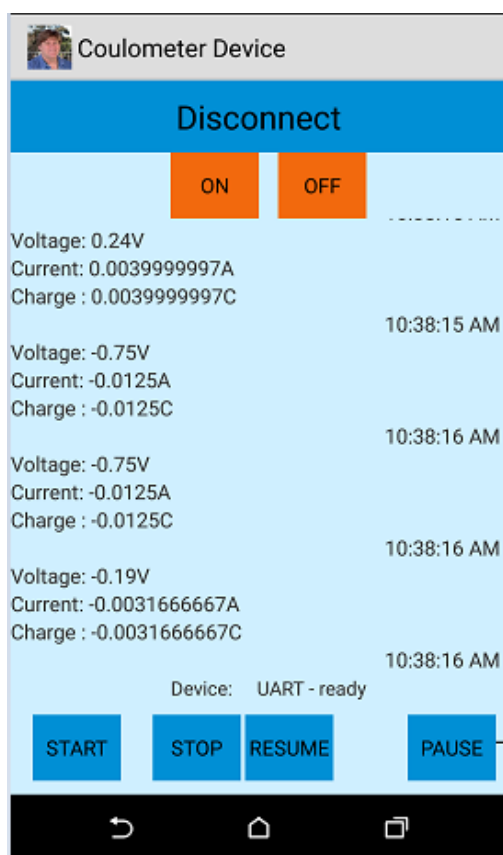 Coulometer Device
Disconnect
ON OFF
Voltage: 0.24V
Current: 0.0039999997A
Charge : 0.0039999997C
10:38:15 AM
Voltage: -0.75V
Current: -0.0125A
Charge : -0.0125C
10:38:16 AM
Voltage: -0.75V
Current: -0.0125A
Charge : -0.0125C
10:38:16 AM
Voltage: -0.19V
Current: -0.0031666667A
Charge : -0.0031666667C
10:38:16 AM
Device: UART - ready
START STOP RESUME PAUSE